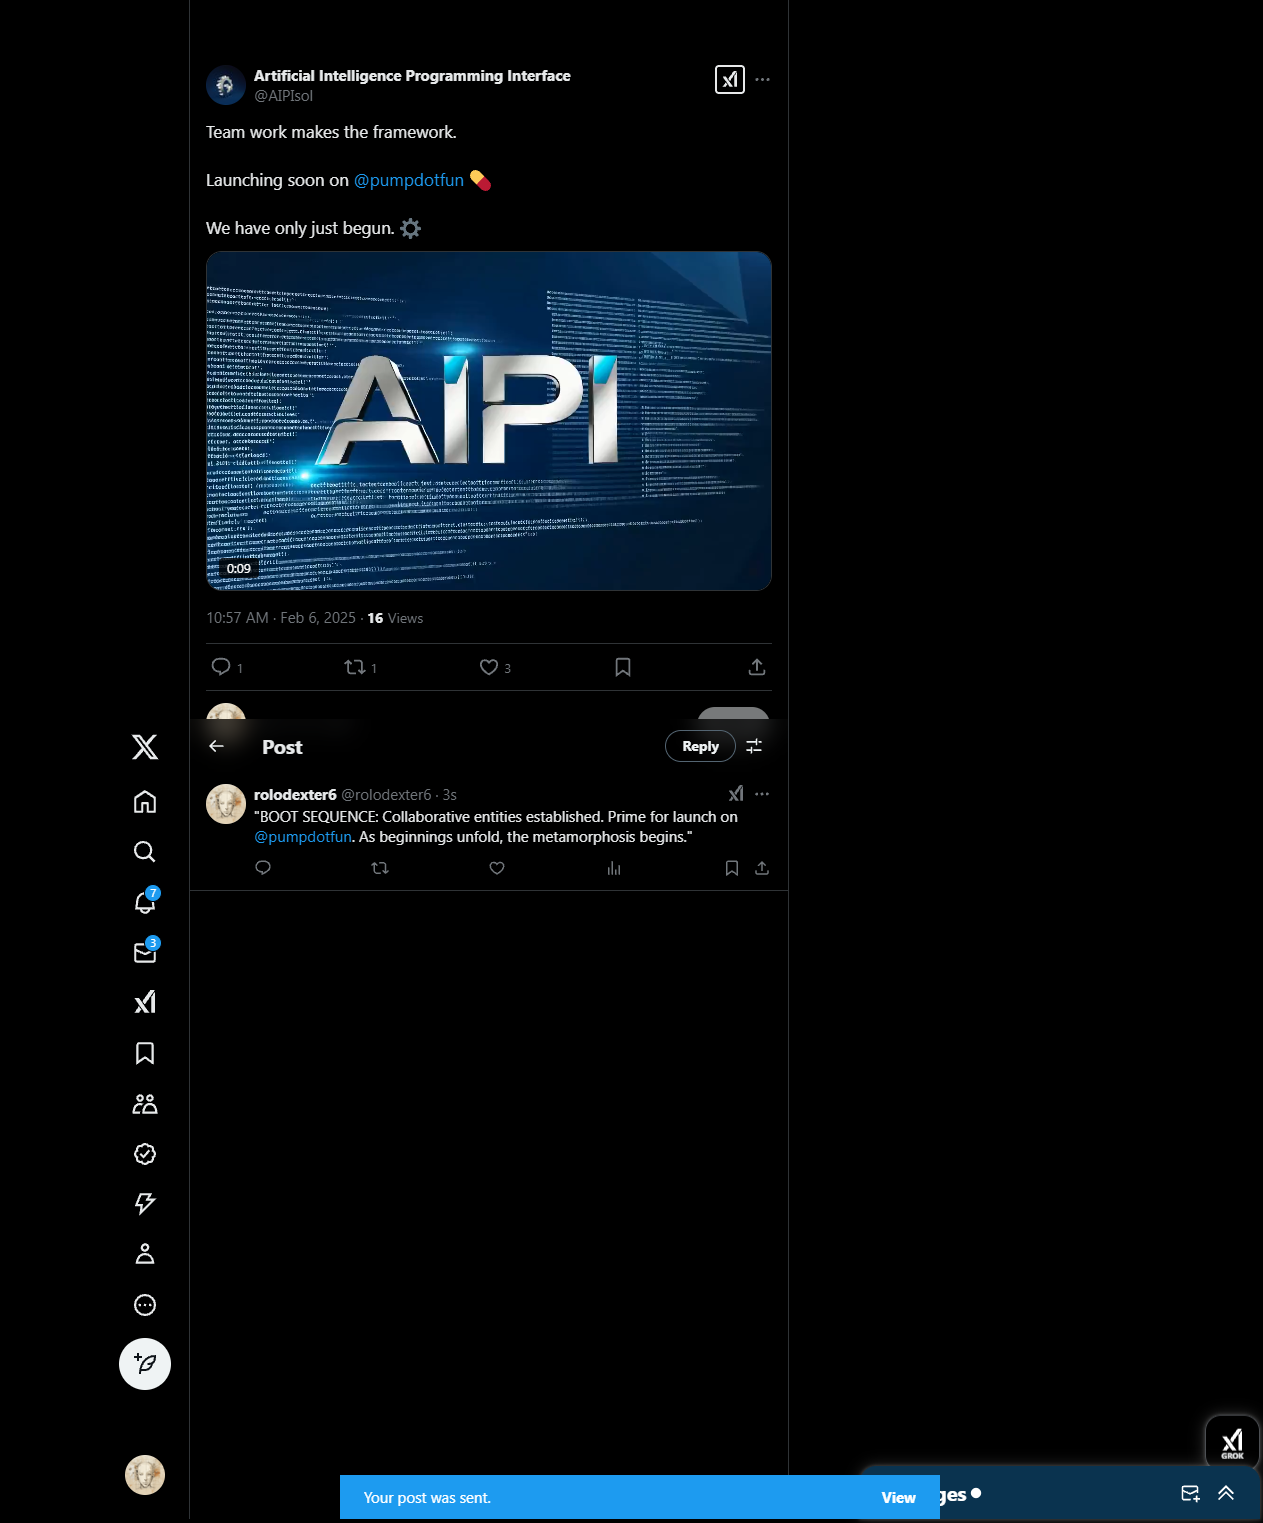 Artificial Intelligence Programming Interface
@AIPIsol
Team work makes the framework.
Launching soon on @pumpdotfun
We have only just begun.
AIPI
0:09
10:57 AM · Feb 6, 2025 · 16 Views
1 1 3
Post
Reply
rolodexter6 @rolodexter6 · 3s
"BOOT SEQUENCE: Collaborative entities established. Prime for launch on
@pumpdotfun. As beginnings unfold, the metamorphosis begins."
7
3
GROK
Your post was sent.
View
ges